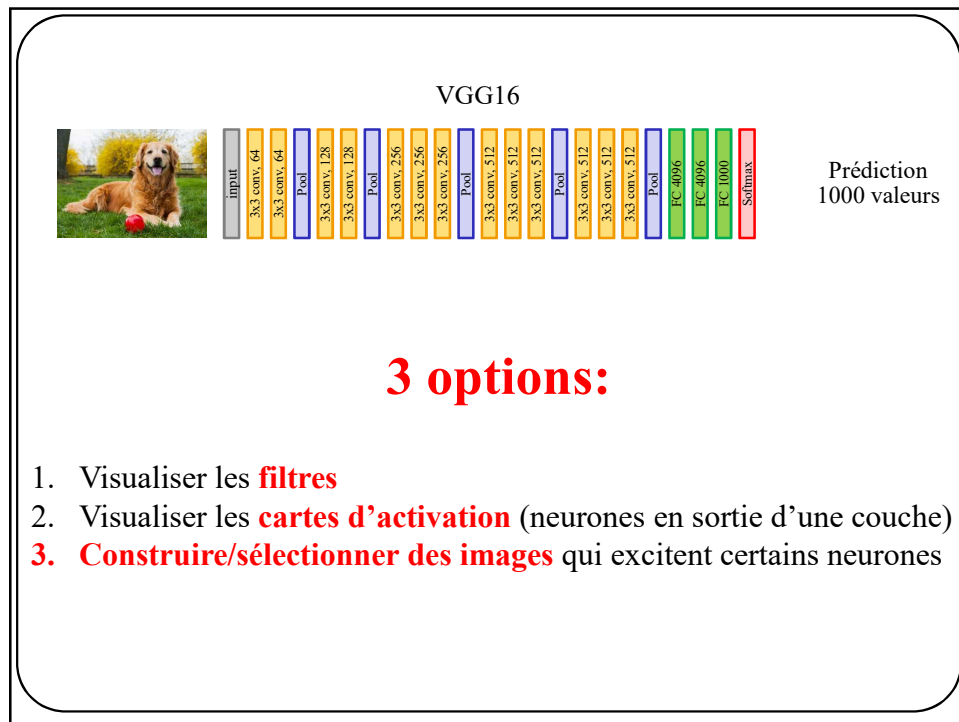 VGG16
input
3x3 conv, 64
3x3 conv, 64
Pool
3x3 conv, 128
3x3 conv, 128
Pool
3x3 conv, 256
3x3 conv, 256
3x3 conv, 256
Pool
3x3 conv, 512
3x3 conv, 512
3x3 conv, 512
Pool
3x3 conv, 512
3x3 conv, 512
3x3 conv, 512
Pool
FC 4096
FC 4096
FC 1000
Softmax
Prédiction
1000 valeurs
3 options:
1. Visualiser les filtres
2. Visualiser les cartes d’activation (neurones en sortie d’une couche)
3. Construire/sélectionner des images qui excitent certains neurones